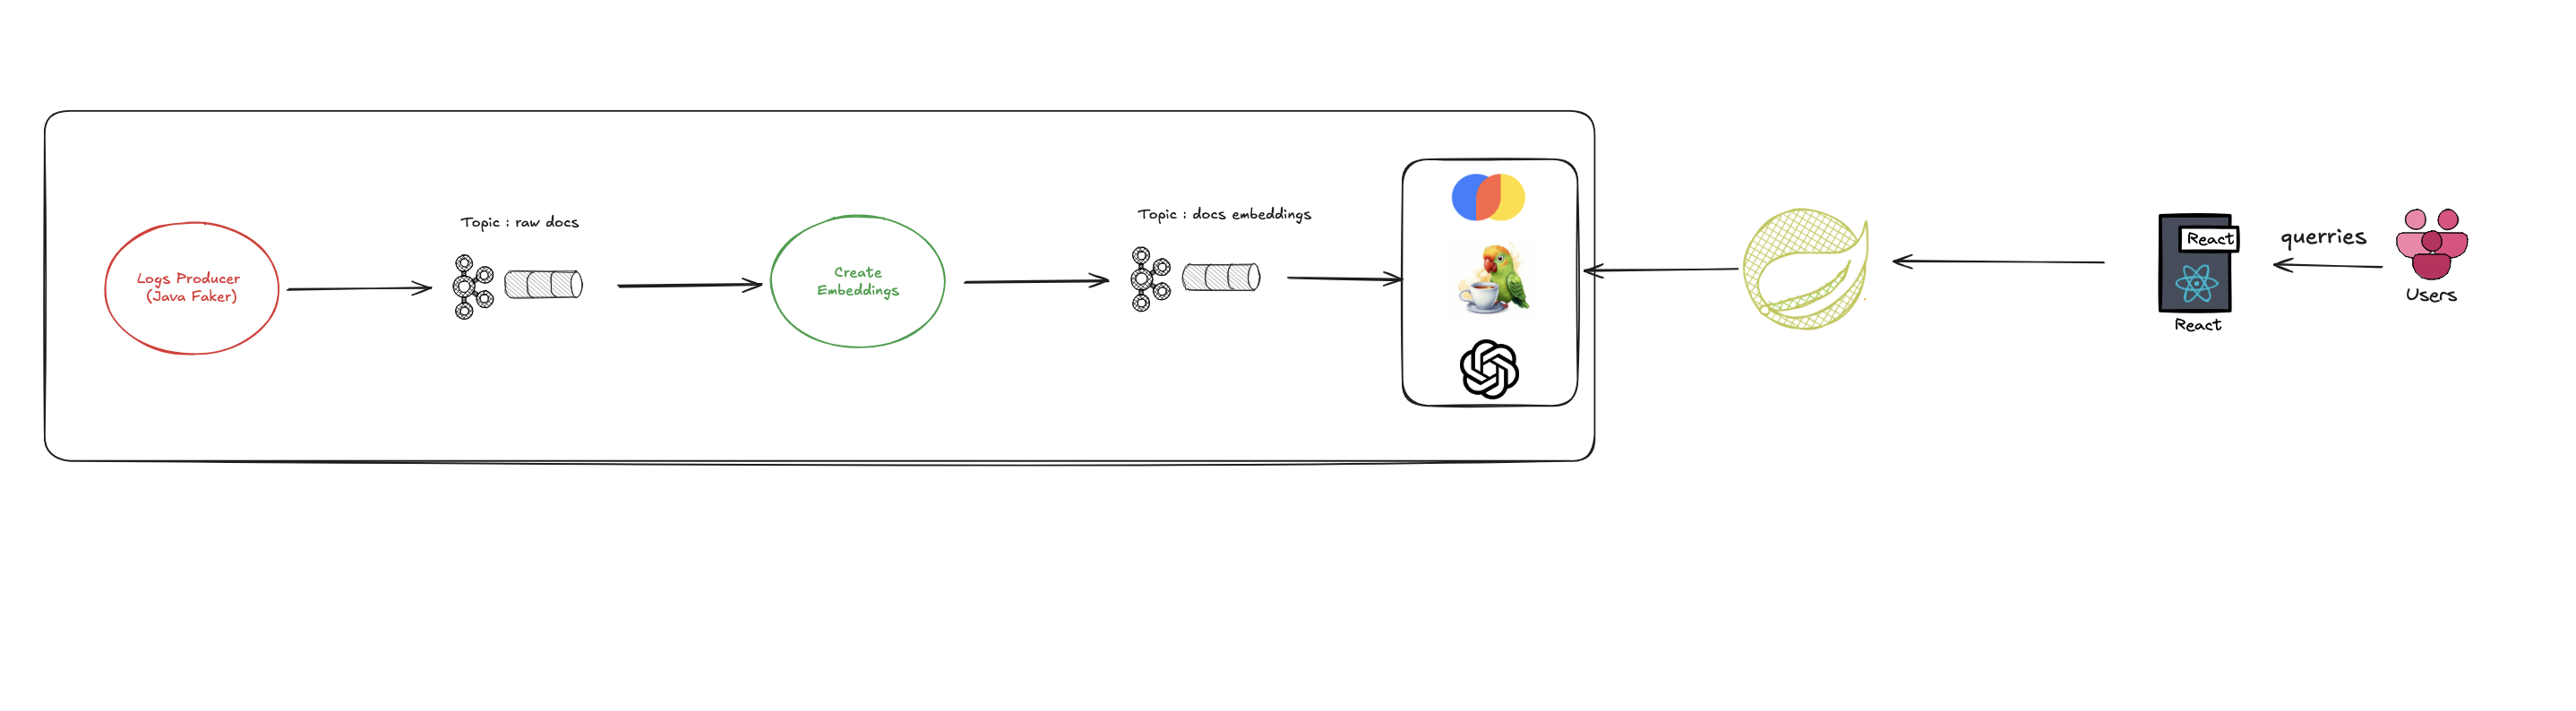 Logs Producer
(Java Faker)
Topic : raw docs
Create
Embeddings
Topic : docs embeddings
React
React
querries
Users